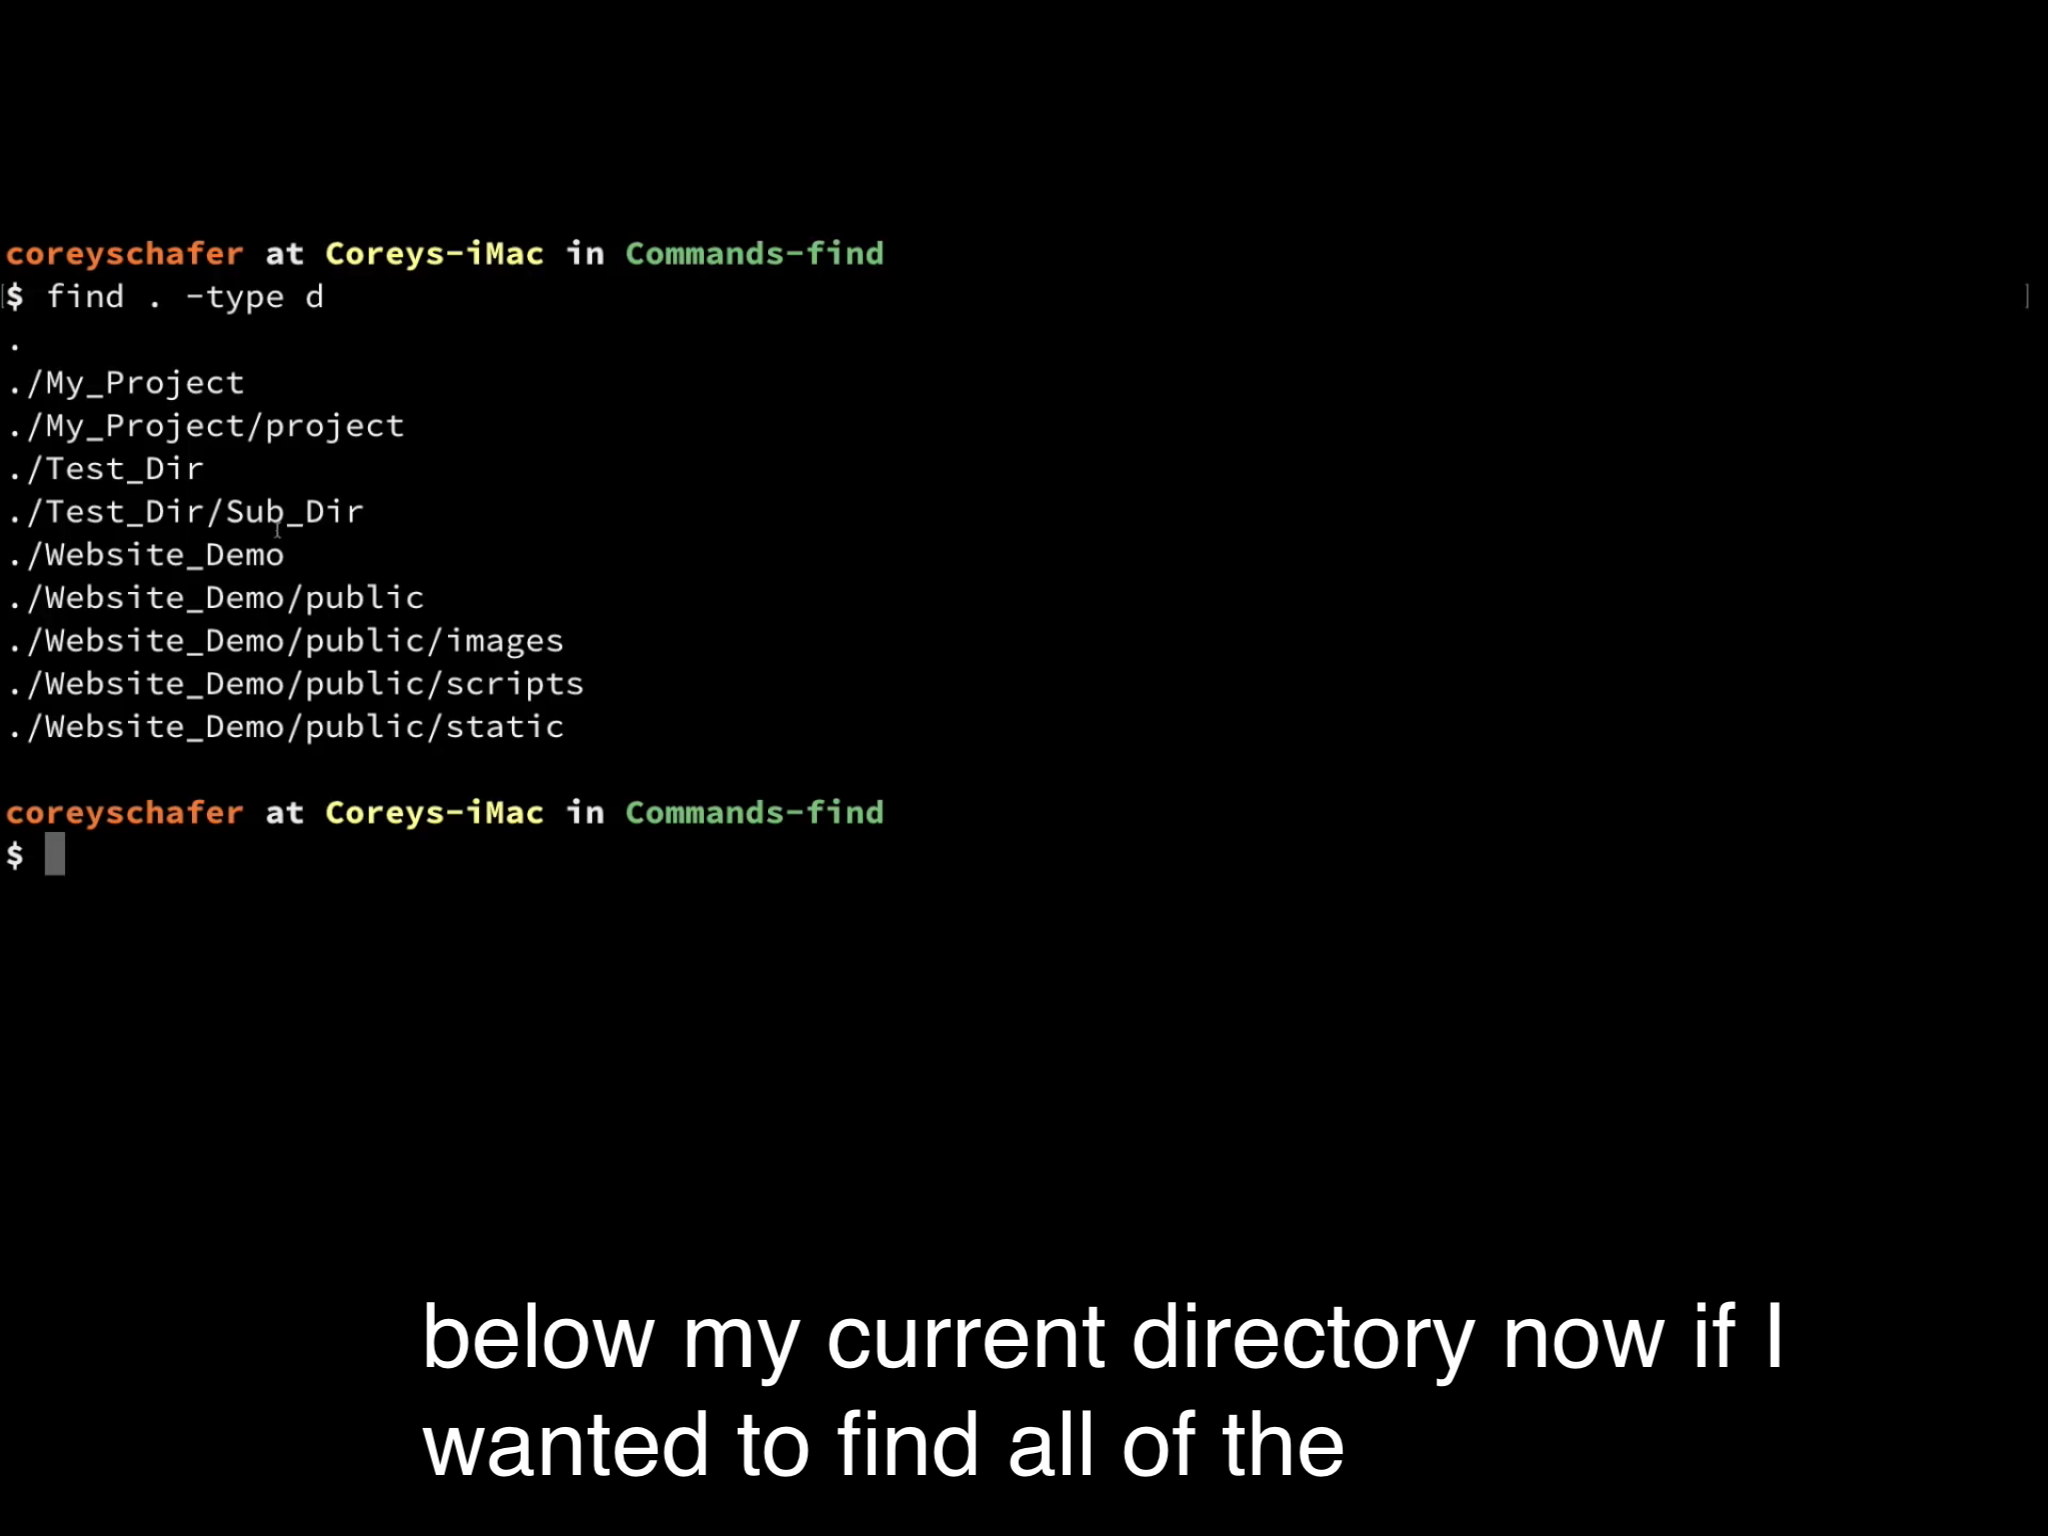 coreyschafer at Coreys-iMac in Commands-find
[$ find . -type d ]
.
./My_Project
./My_Project/project
./Test_Dir
./Test_Dir/Sub_Dir
./Website_Demo
./Website_Demo/public
./Website_Demo/public/images
./Website_Demo/public/scripts
./Website_Demo/public/static
coreyschafer at Coreys-iMac in Commands-find
$
below my current directory now if I
wanted to find all of the